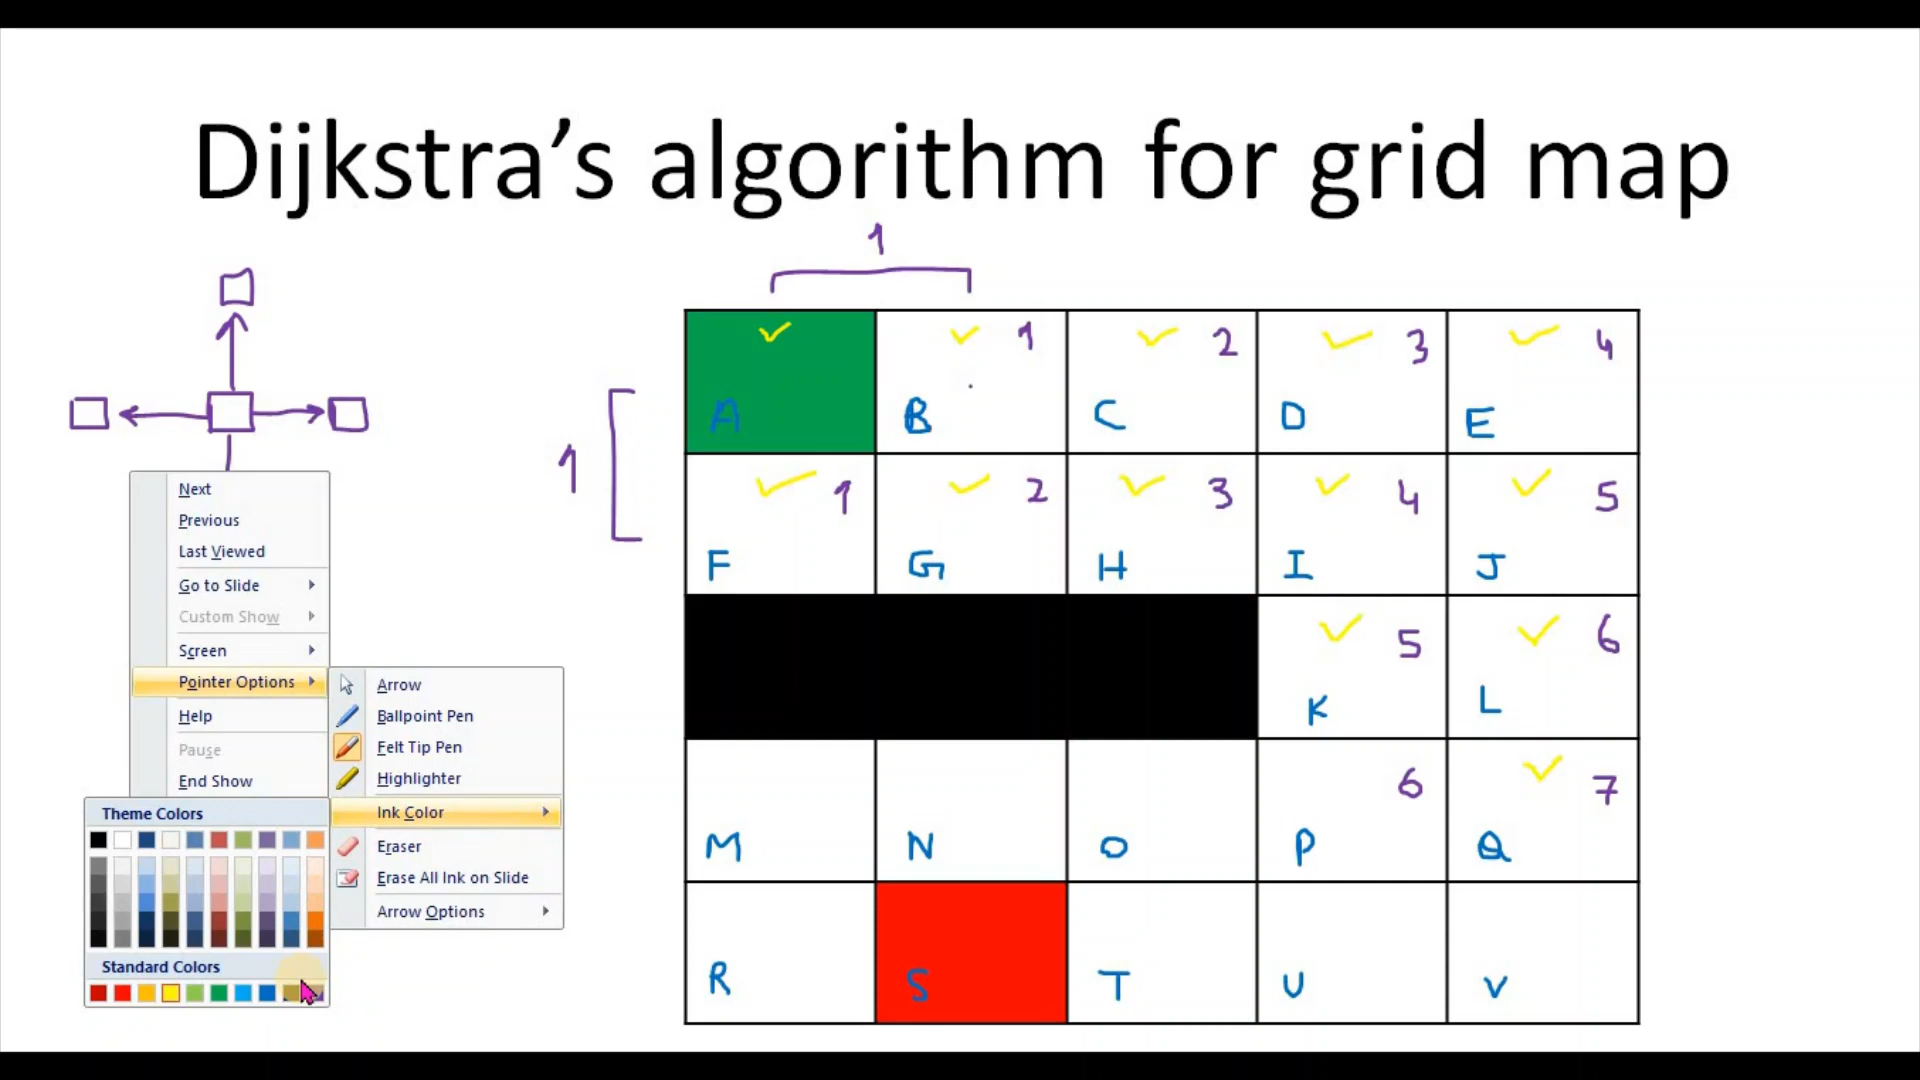 Dijkstra's algorithm for grid map
1
1 2 3 4
A B C D E
1
1 2 3 4 5
F G H I J
5 6
K L
6 7
M N O P Q
R S T U V
Next
Previous
Last Viewed
Go to Slide
Custom Show
Screen
Pointer Options
Help
Pause
End Show
Arrow
Ballpoint Pen
Felt Tip Pen
Highlighter
Ink Color
Eraser
Erase All Ink on Slide
Arrow Options
Theme Colors
Standard Colors